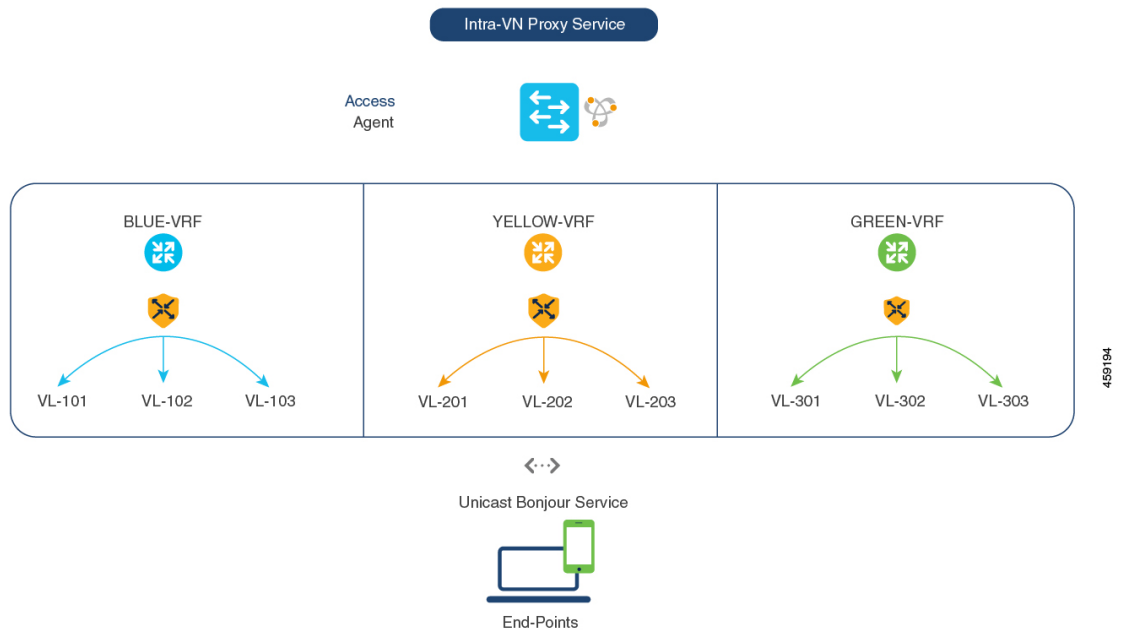 Intra-VN Proxy Service
Access
Agent
BLUE-VRF
YELLOW-VRF
GREEN-VRF
VL-101
VL-102
VL-103
VL-201
VL-202
VL-203
VL-301
VL-302
VL-303
459194
Unicast Bonjour Service
End-Points